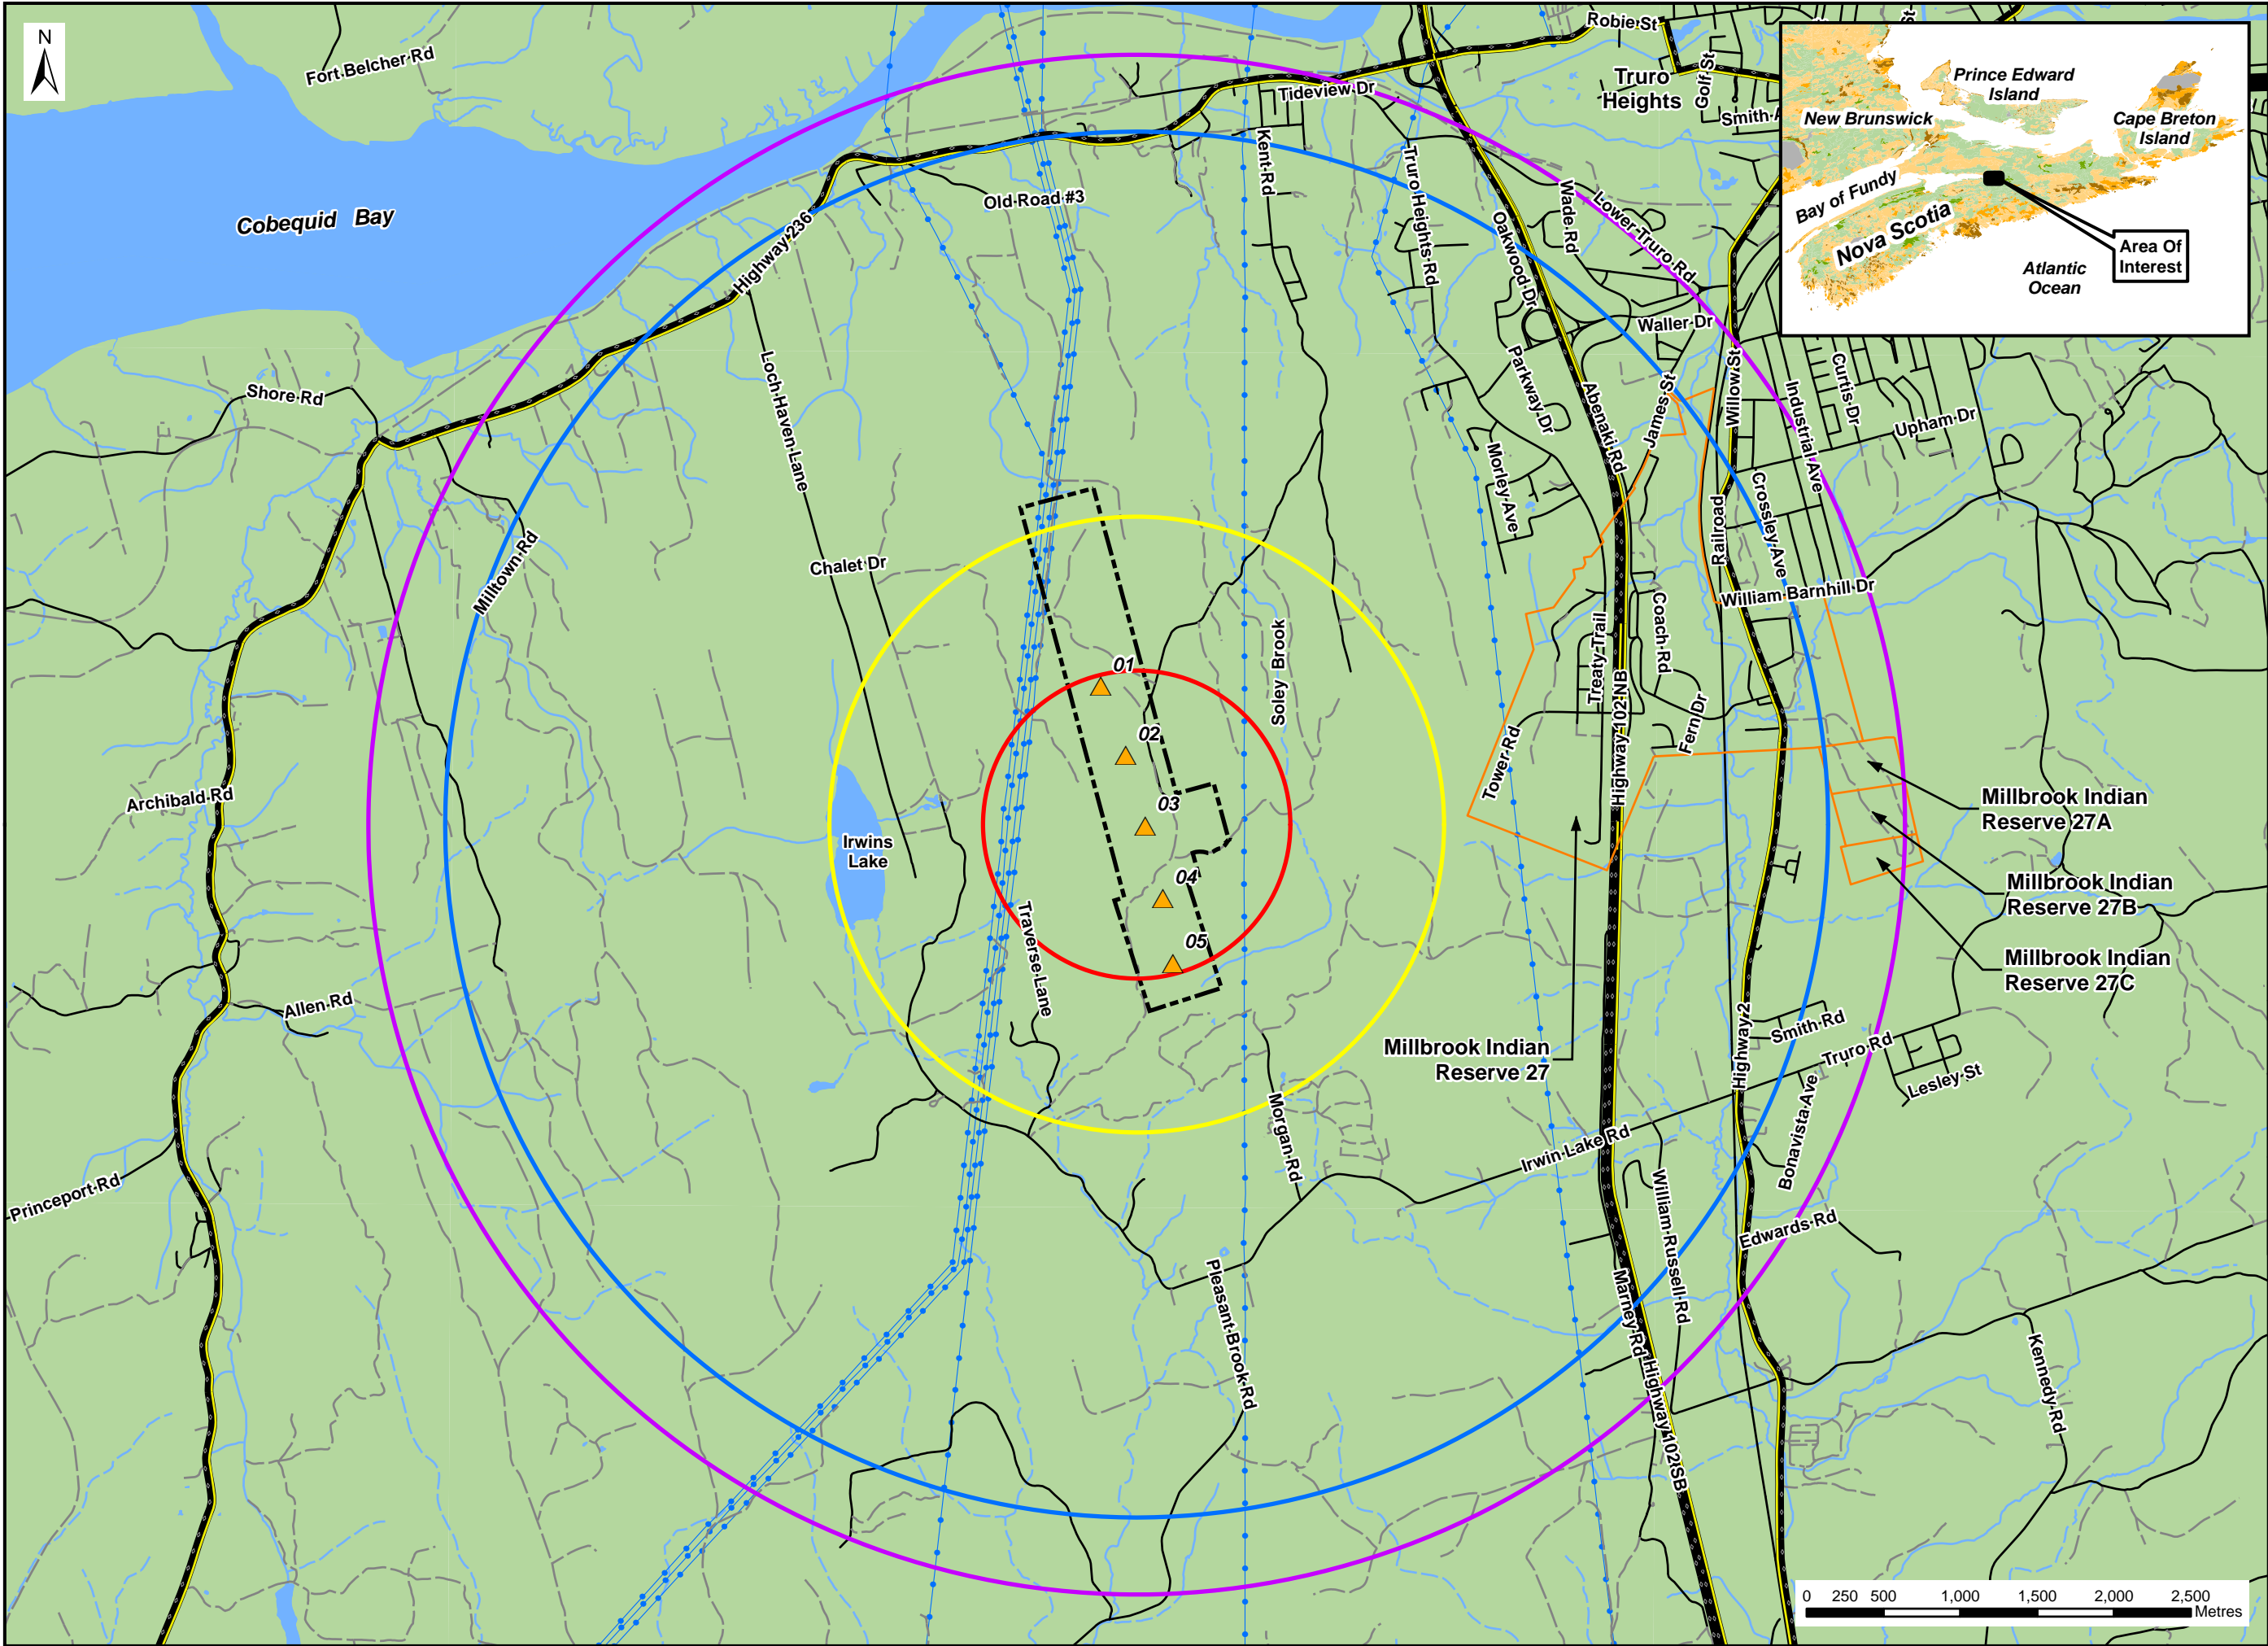 N
Fort Belcher Rd
Robie St
Golf St
St
Truro
Heights
Smith A
Tideview Dr
Kent Rd
Truro Heights Rd
Old Road #3
Wade Rd
Lower Truro Rd
Oakwood Dr
Cobequid Bay
Highway 236
Waller Dr
Shore Rd
Loch Haven Lane
Parkway Dr
Abenaki Rd
James St
Willow St
Industrial Ave
Curtis Dr
Upham Dr
Morley Ave
Railroad
Crossley Ave
Milltown Rd
Chalet Dr
William Barnhill Dr
Coach Rd
Treaty Trail
Soley Brook
01
02
03
04
05
Highway 102 NB
Fern Dr
Tower Rd
Archibald Rd
Irwins
Lake
Traverse Lane
Allen Rd
Millbrook Indian
Reserve 27A
Millbrook Indian
Reserve 27B
Millbrook Indian
Reserve 27C
Millbrook Indian
Reserve 27
Smith Rd
Highway 2
Truro Rd
Lesley St
Bonavista Ave
Morgan Rd
Irwin Lake Rd
William Russell Rd
Edwards Rd
Princeport Rd
Pleasant Brook Rd
Marney Rd
Highway 102 SB
Kennedy Rd
Prince Edward
Island
New Brunswick
Cape Breton
Island
Bay of Fundy
Nova Scotia
Area Of
Interest
Atlantic
Ocean
0 250 500 1,000 1,500 2,000 2,500
Metres